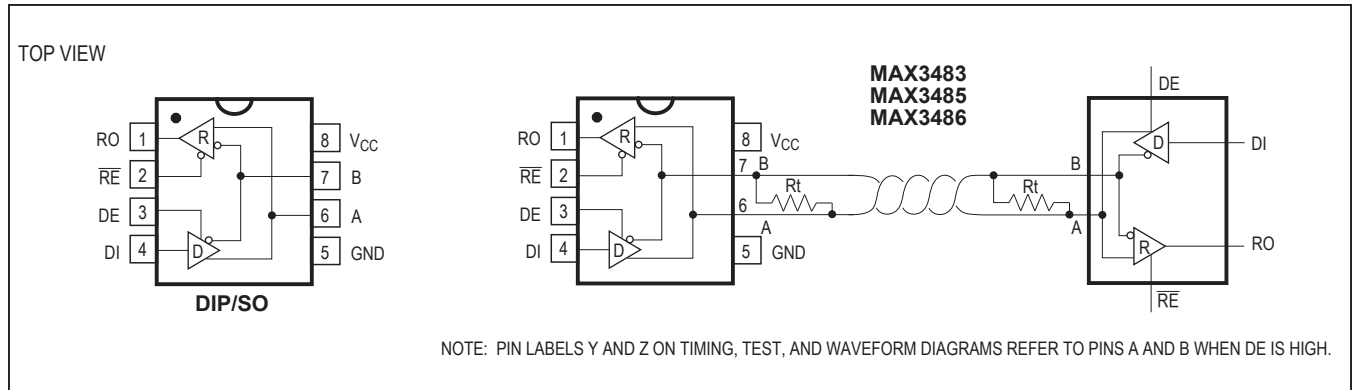 TOP VIEW
RO 1
RE 2
DE 3
DI 4
R
D
8 VCC
7 B
6 A
5 GND
DIP/SO
RO 1
RE 2
DE 3
DI 4
R
D
8 VCC
7 B
6 A
5 GND
Rt
MAX3483
MAX3485
MAX3486
Rt
B
A
DE
D
DI
R
RO
RE
NOTE: PIN LABELS Y AND Z ON TIMING, TEST, AND WAVEFORM DIAGRAMS REFER TO PINS A AND B WHEN DE IS HIGH.